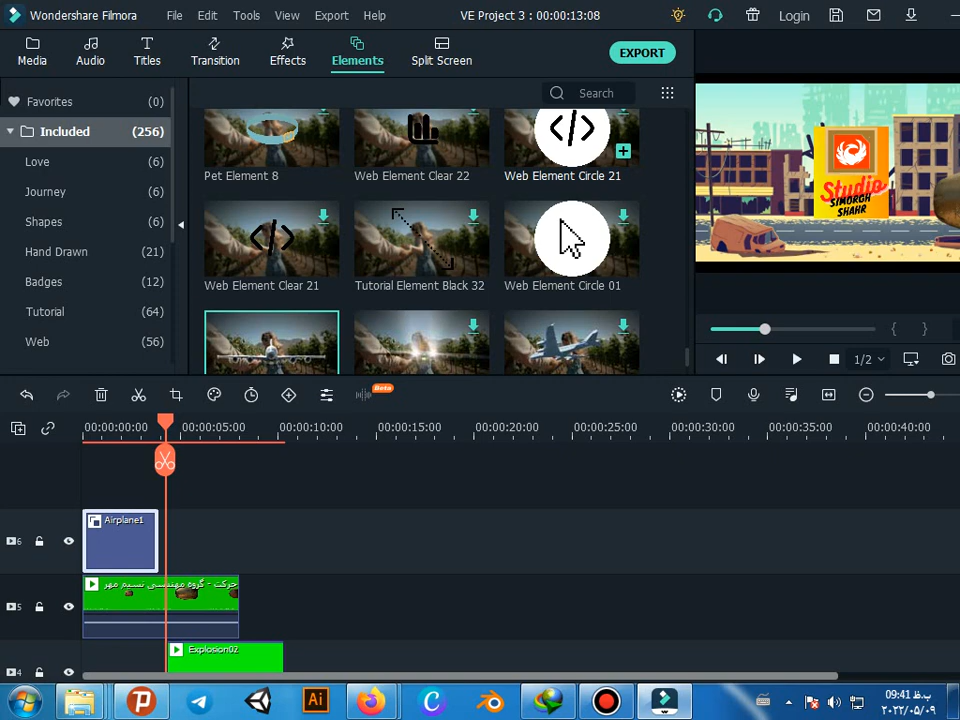 Wondershare Filmora
File
Edit
Tools
View
Export
Help
VE Project 3 : 00:00:13:08
Login
Media
Audio
Titles
Transition
Effects
Elements
Split Screen
EXPORT
Favorites
(0)
Included
(256)
Love
(6)
Journey
(6)
Shapes
(6)
Hand Drawn
(21)
Badges
(12)
Tutorial
(64)
Web
(56)
Search
Pet Element 8
Web Element Clear 22
Web Element Circle 21
Web Element Clear 21
Tutorial Element Black 32
Web Element Circle 01
Studio
SIMORGH
SHAHR
1/2
Beta
00:00:00:00
00:00:05:00
00:00:10:00
00:00:15:00
00:00:20:00
00:00:25:00
00:00:30:00
00:00:35:00
00:00:40:00
6
Airplane1
5
حرکت - گروه مهندسی نسیم مهر
4
Explosion02
Ai
09:41 ب.ظ
۲۰۲۲/۰۵/۰۹